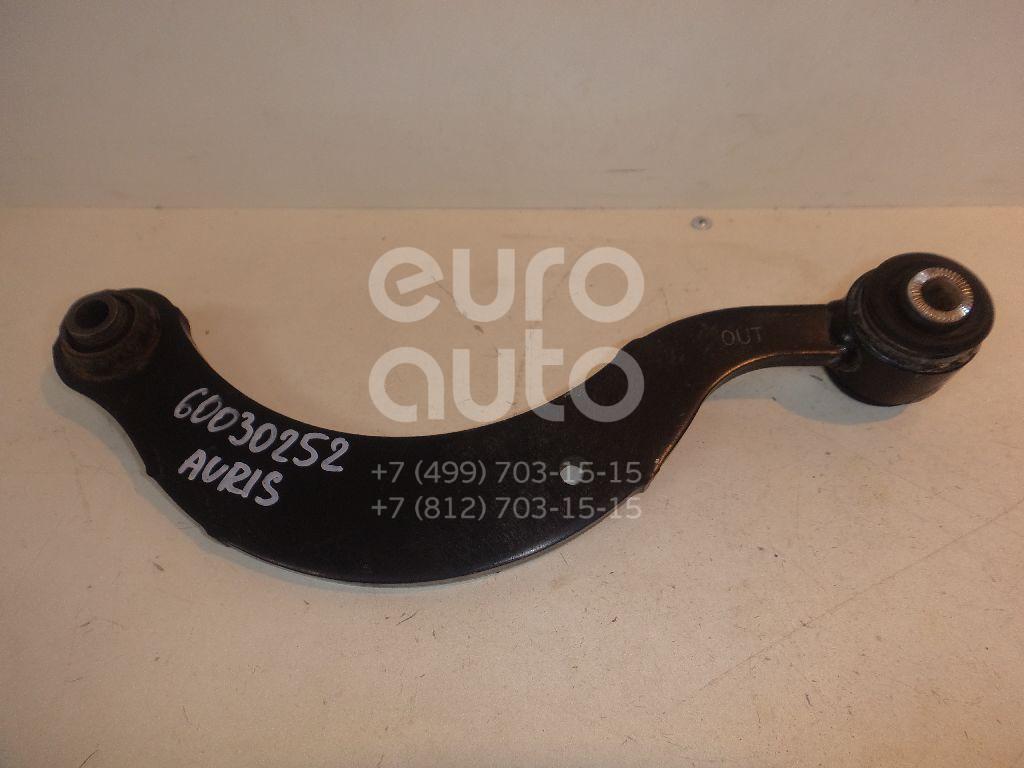 euro
auto
OUT
60030252
AURIS
+7 (499) 703-15-15
+7 (812) 703-15-15